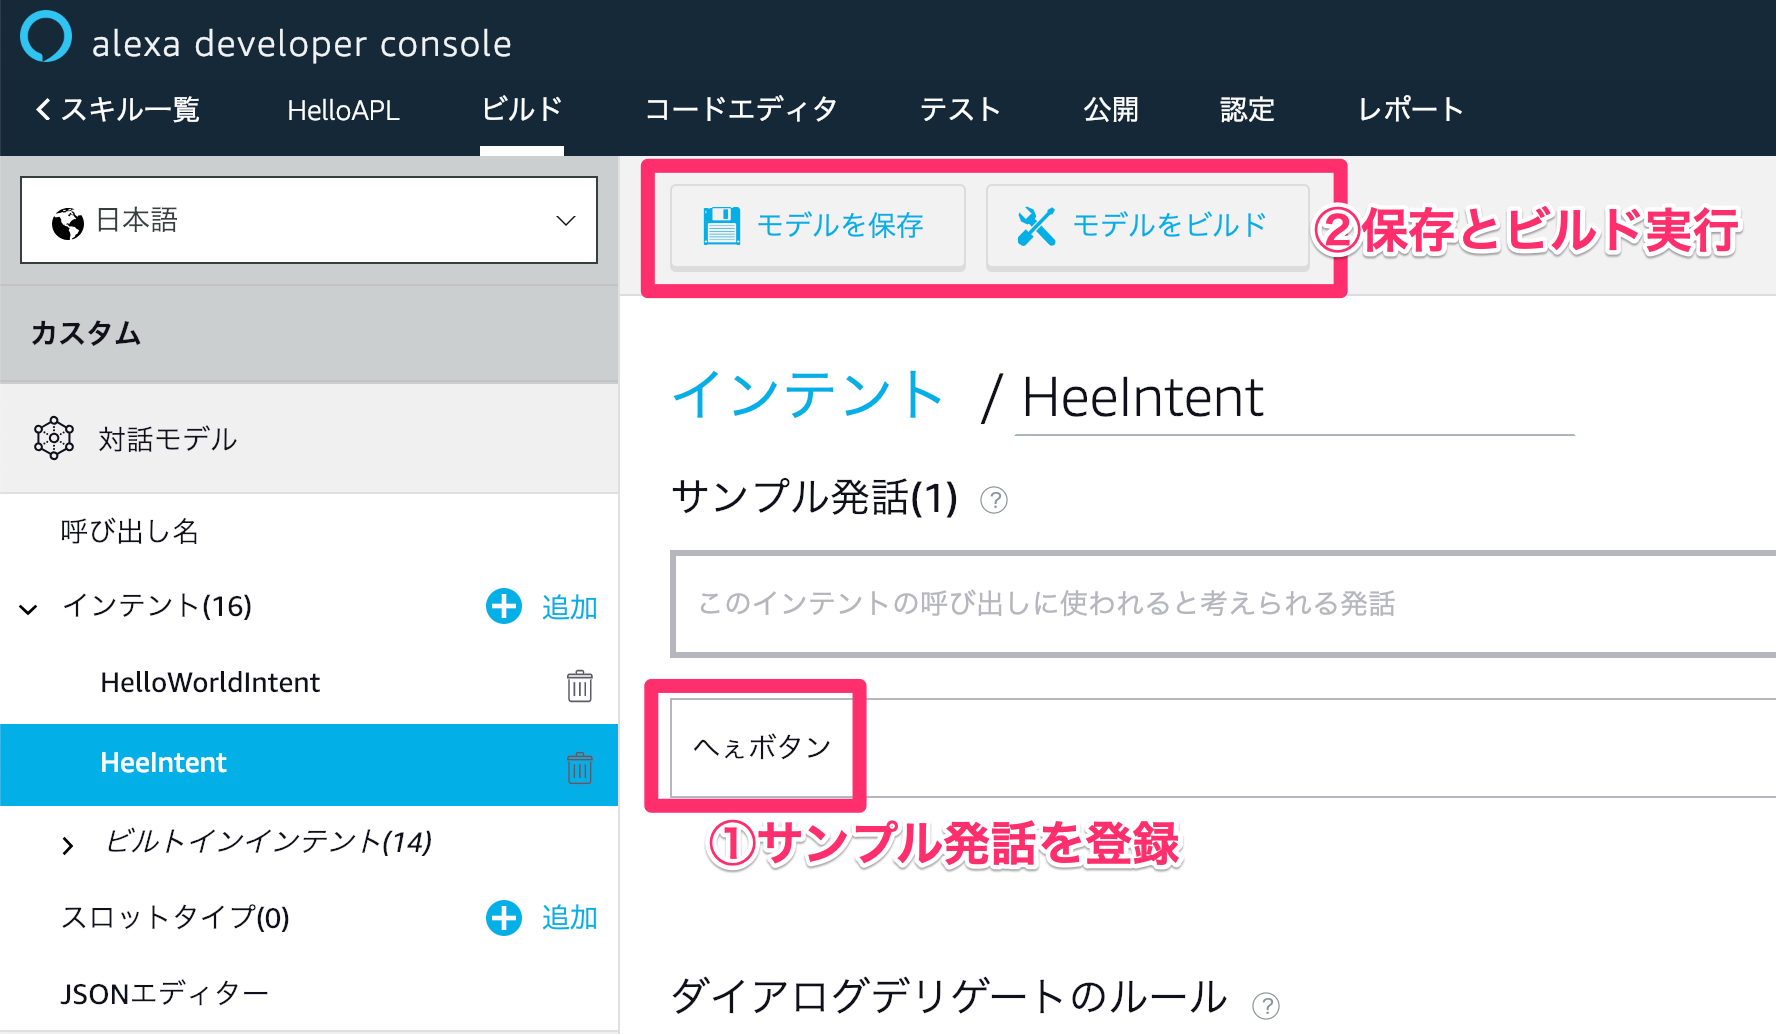 alexa developer console
スキル一覧 HelloAPL ビルド コードエディタ テスト 公開 認定 レポート
日本語
カスタム
対話モデル
呼び出し名
インテント(16) 追加
HelloWorldIntent
HeeIntent
ビルトインインテント(14)
スロットタイプ(0) 追加
JSONエディター
モデルを保存 モデルをビルド ②保存とビルド実行
インテント / HeeIntent
サンプル発話(1) ?
このインテントの呼び出しに使われると考えられる発話
へぇボタン
①サンプル発話を登録
ダイアログデリゲートのルール ?